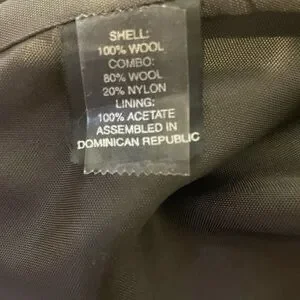 SHELL:
100% WOOL
COMBO:
80% WOOL
20% NYLON
LINING:
100% ACETATE
ASSEMBLED IN
DOMINICAN REPUBLIC